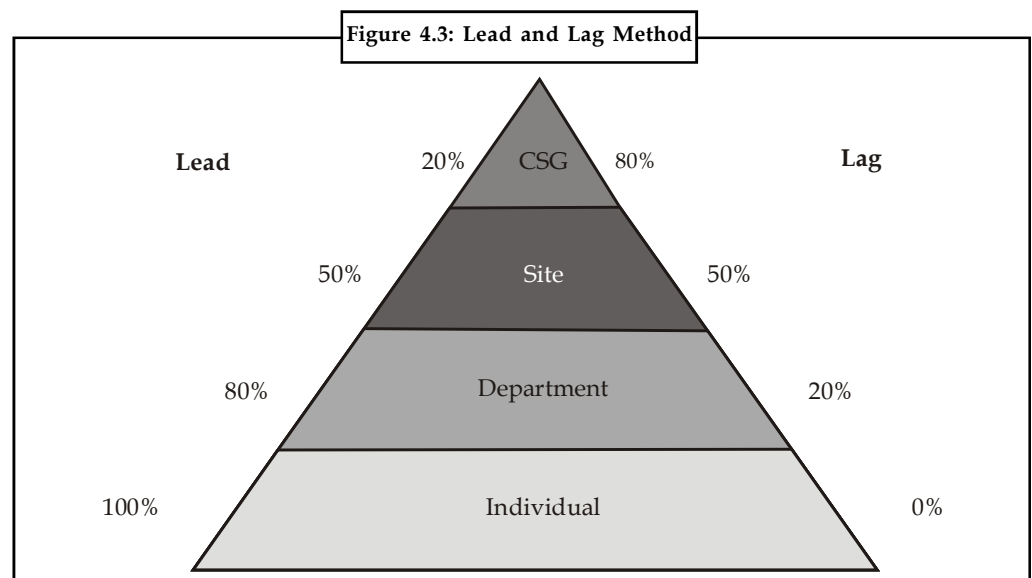 Figure 4.3: Lead and Lag Method
Lead
20%
CSG
80%
Lag
50%
Site
50%
80%
Department
20%
100%
Individual
0%